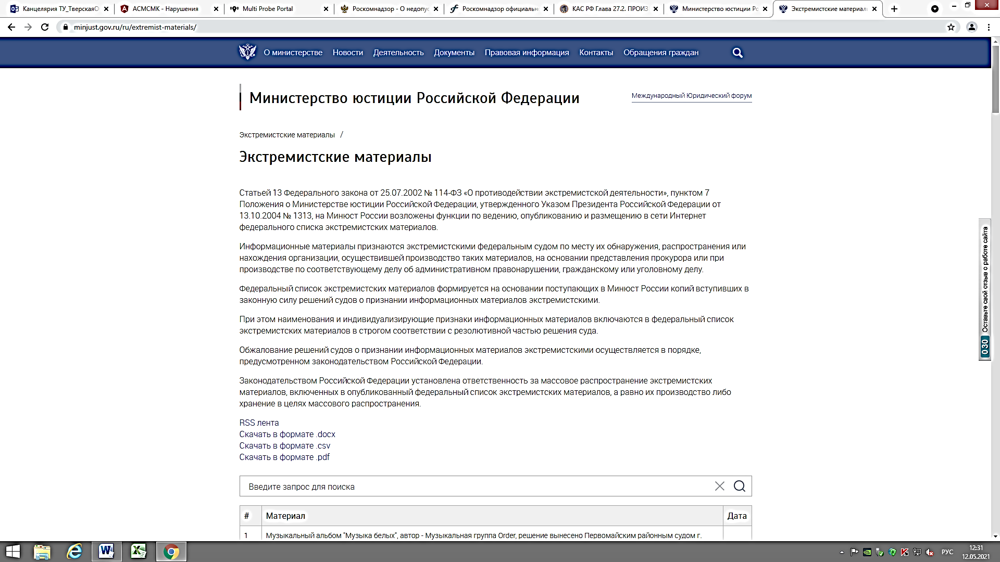 Канцелярия ТУ_ТверскаяО
АСМСМК - Нарушения
Multi Probe Portal
Роскомнадзор - О недопус
Роскомнадзор официальн
КАС РФ Глава 27.2. ПРОИЗ
Министерство юстиции Рс
Экстремистские материал
minjust.gov.ru/ru/extremist-materials/
О министерстве Новости Деятельность Документы Правовая информация Контакты Обращения граждан
Министерство юстиции Российской Федерации
Международный Юридический форум
Экстремистские материалы /
Экстремистские материалы
Статьей 13 Федерального закона от 25.07.2002 № 114-ФЗ «О противодействии экстремистской деятельности», пунктом 7
Положения о Министерстве юстиции Российской Федерации, утвержденного Указом Президента Российской Федерации от
13.10.2004 № 1313, на Минюст России возложены функции по ведению, опубликованию и размещению в сети Интернет
федерального списка экстремистских материалов.
Информационные материалы признаются экстремистскими федеральным судом по месту их обнаружения, распространения или
нахождения организации, осуществившей производство таких материалов, на основании представления прокурора или при
производстве по соответствующему делу об административном правонарушении, гражданскому или уголовному делу.
Федеральный список экстремистских материалов формируется на основании поступающих в Минюст России копий вступивших в
законную силу решений судов о признании информационных материалов экстремистскими.
При этом наименования и индивидуализирующие признаки информационных материалов включаются в федеральный список
экстремистских материалов в строгом соответствии с резолютивной частью решения суда.
Обжалование решений судов о признании информационных материалов экстремистскими осуществляется в порядке,
предусмотренном законодательством Российской Федерации.
Законодательством Российской Федерации установлена ответственность за массовое распространение экстремистских
материалов, включенных в опубликованный федеральный список экстремистских материалов, а равно их производство либо
хранение в целях массового распространения.
RSS лента
Скачать в формате .docx
Скачать в формате .csv
Скачать в формате .pdf
Введите запрос для поиска
# Материал Дата
1 Музыкальный альбом "Музыка белых", автор - Музыкальная группа Order, решение вынесено Первомайским районным судом г.
Оставьте свой отзыв о работе сайта
0 30
РУС
12:31
12.05.2021